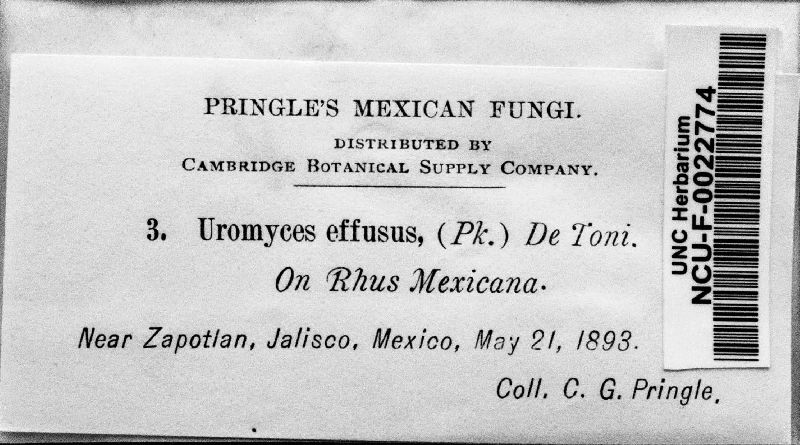 PRINGLE'S MEXICAN FUNGI.
DISTRIBUTED BY
CAMBRIDGE BOTANICAL SUPPLY COMPANY.
3. Uromyces effusus, (Pk.) De Toni.
On Rhus Mexicana.
Near Zapotlan, Jalisco, Mexico, May 21, 1893.
Coll. C. G. Pringle.
UNC Herbarium
NCU-F-0022774